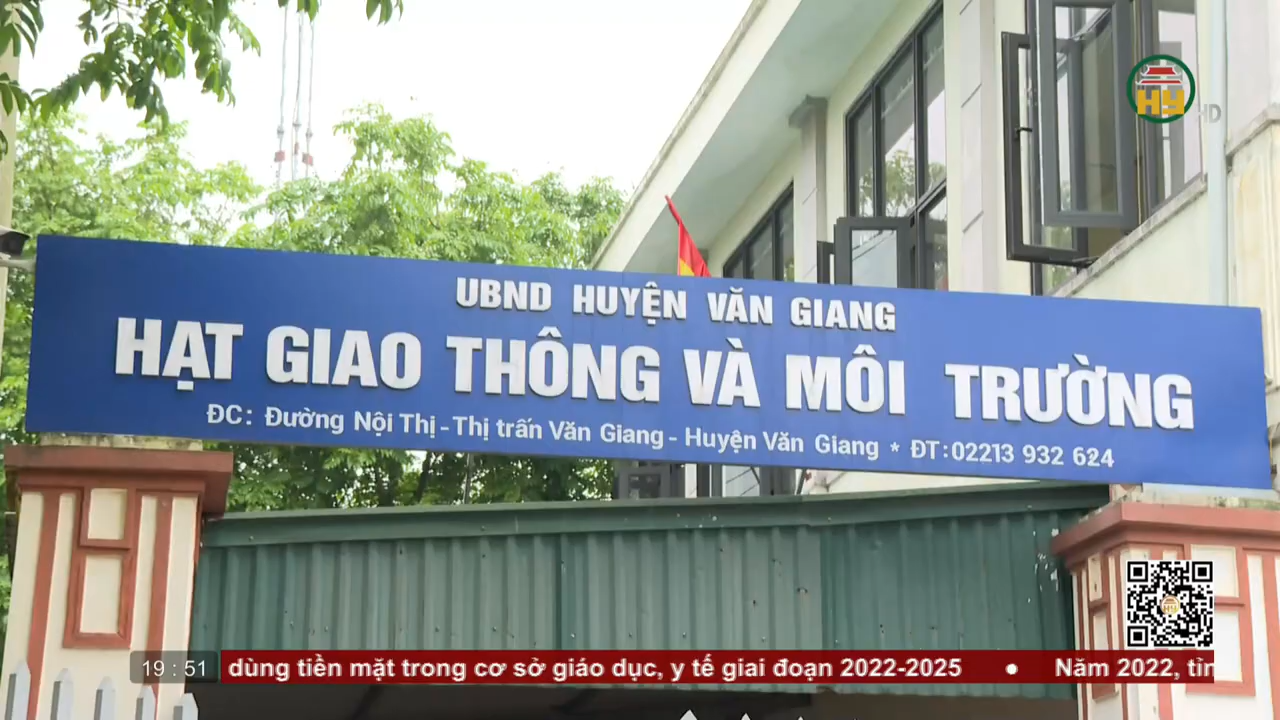 HY HD
UBND HUYỆN VĂN GIANG
HẠT GIAO THÔNG VÀ MÔI TRƯỜNG
ĐC: Đường Nội Thị - Thị trấn Văn Giang - Huyện Văn Giang * ĐT: 02213 932 624
19 : 51 dùng tiền mặt trong cơ sở giáo dục, y tế giai đoạn 2022-2025 • Năm 2022, tỉn